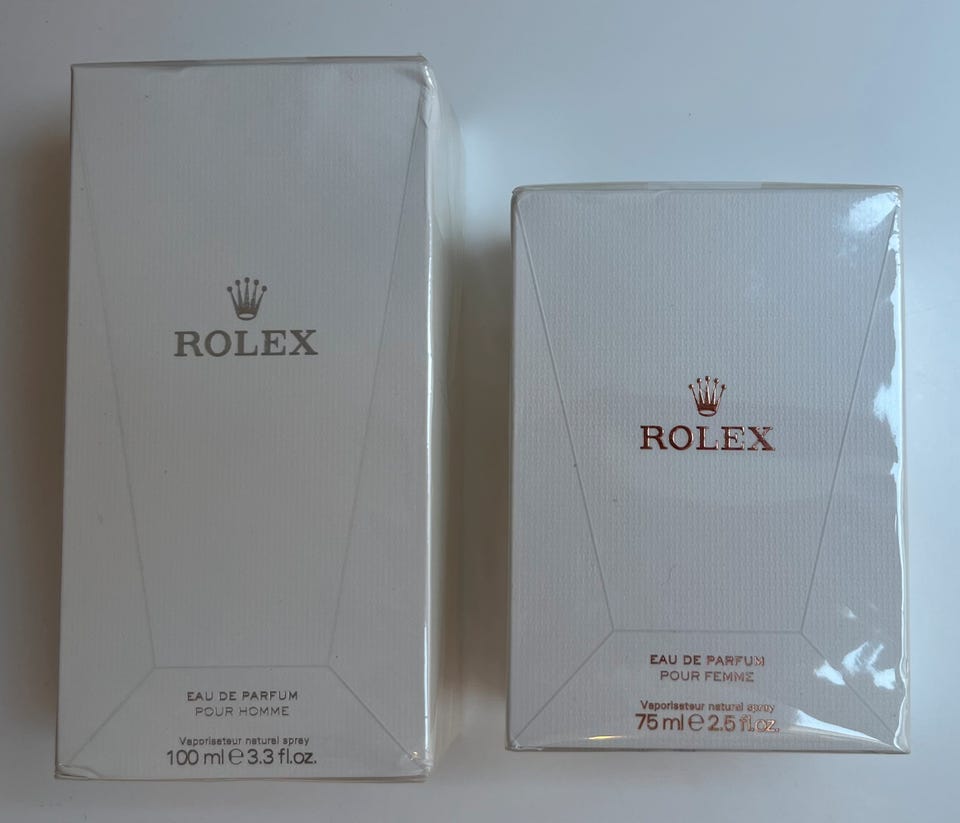 ROLEX
EAU DE PARFUM
POUR HOMME
Vaporisateur natural spray
100 ml e 3.3 fl.oz.
ROLEX
EAU DE PARFUM
POUR FEMME
Vaporisateur natural spray
75 ml e 2.5 fl.oz.